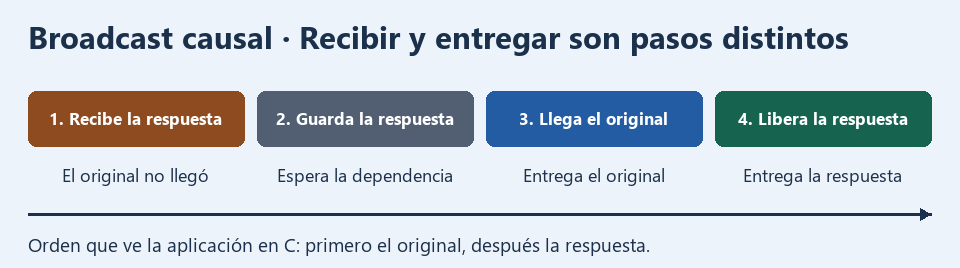 Broadcast causal · Recibir y entregar son pasos distintos
1. Recibe la respuesta
2. Guarda la respuesta
3. Llega el original
4. Libera la respuesta
El original no llegó
Espera la dependencia
Entrega el original
Entrega la respuesta
Orden que ve la aplicación en C: primero el original, después la respuesta.